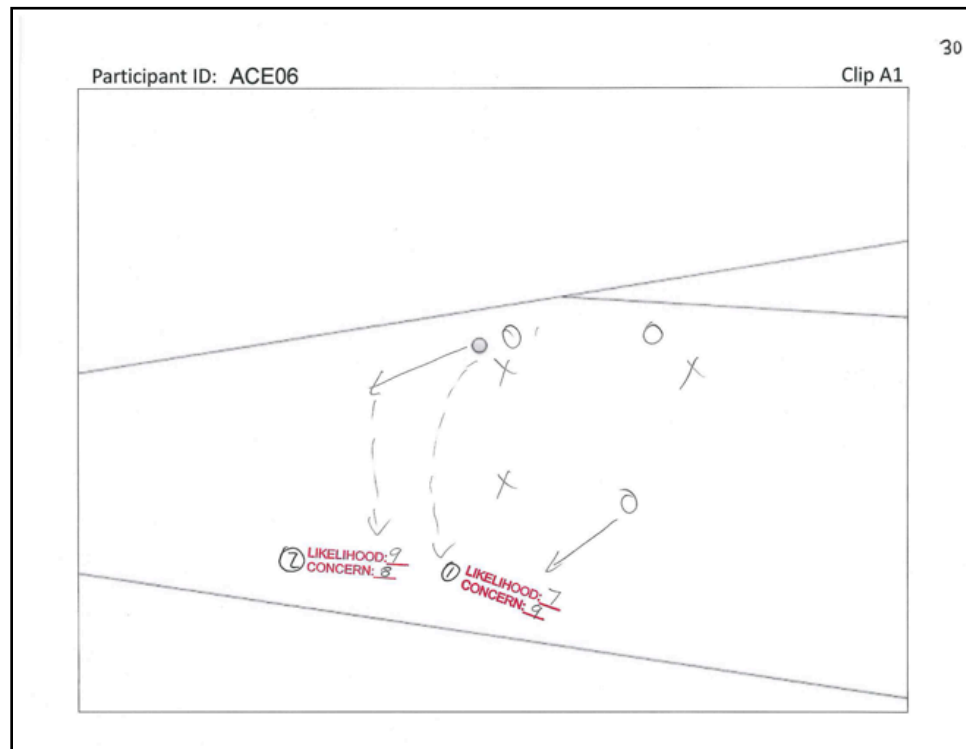 30
Participant ID: ACE06 Clip A1
O O
X X
X O
② LIKELIHOOD: 9
CONCERN: 8
① LIKELIHOOD: 7
CONCERN: 9